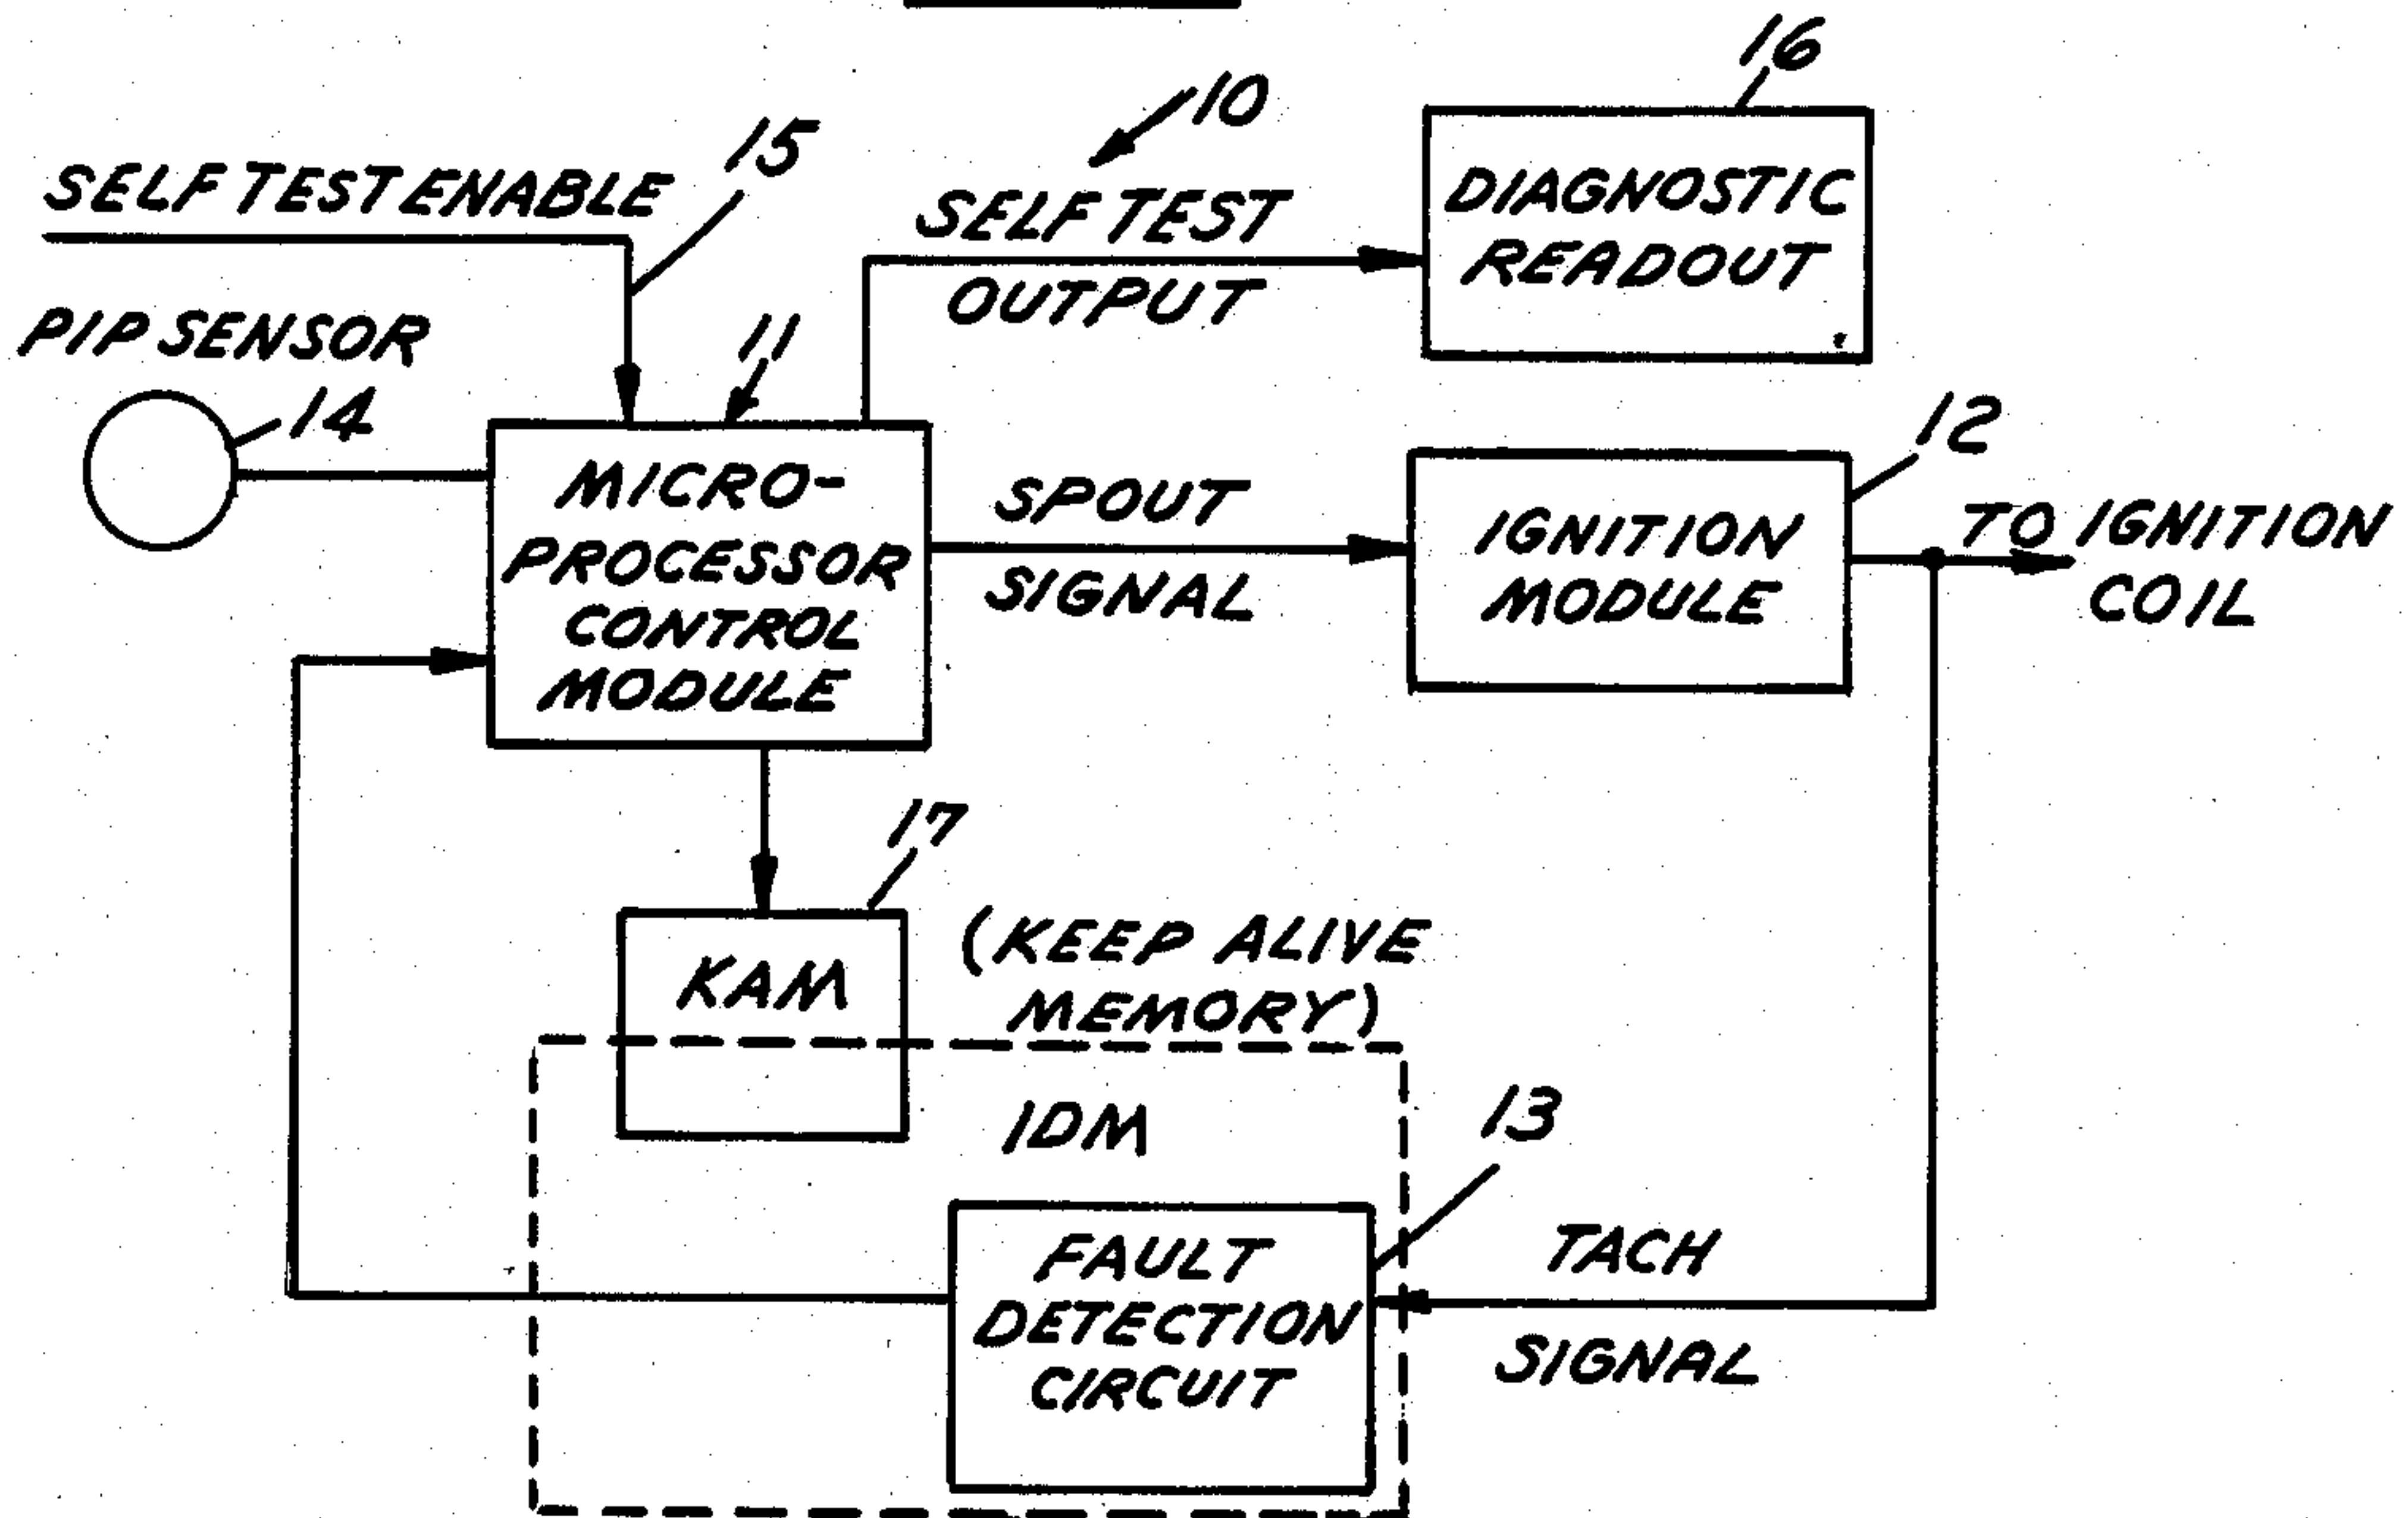 16
10
15
SELF TEST ENABLE
SELF TEST
OUTPUT
DIAGNOSTIC
READOUT
PIP SENSOR
14
11
12
MICRO-
PROCESSOR
CONTROL
MODULE
SPOUT
SIGNAL
IGNITION
MODULE
TO IGNITION
COIL
17
KAM
(KEEP ALIVE
MEMORY)
IDM
13
FAULT
DETECTION
CIRCUIT
TACH
SIGNAL